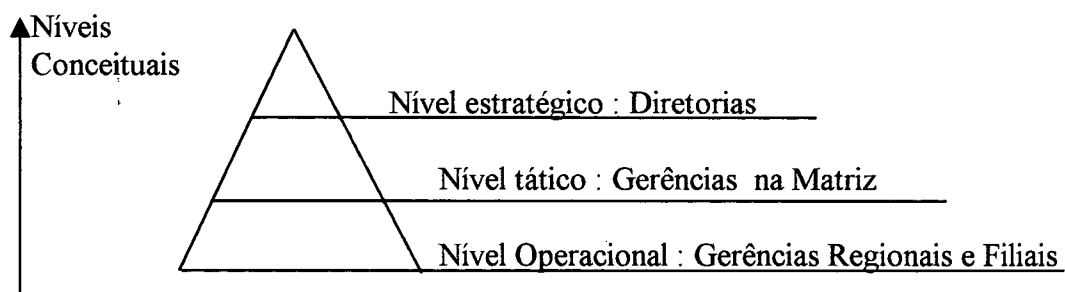 Níveis
Conceituais
Nível estratégico : Diretorias
Nível tático : Gerências na Matriz
Nível Operacional : Gerências Regionais e Filiais